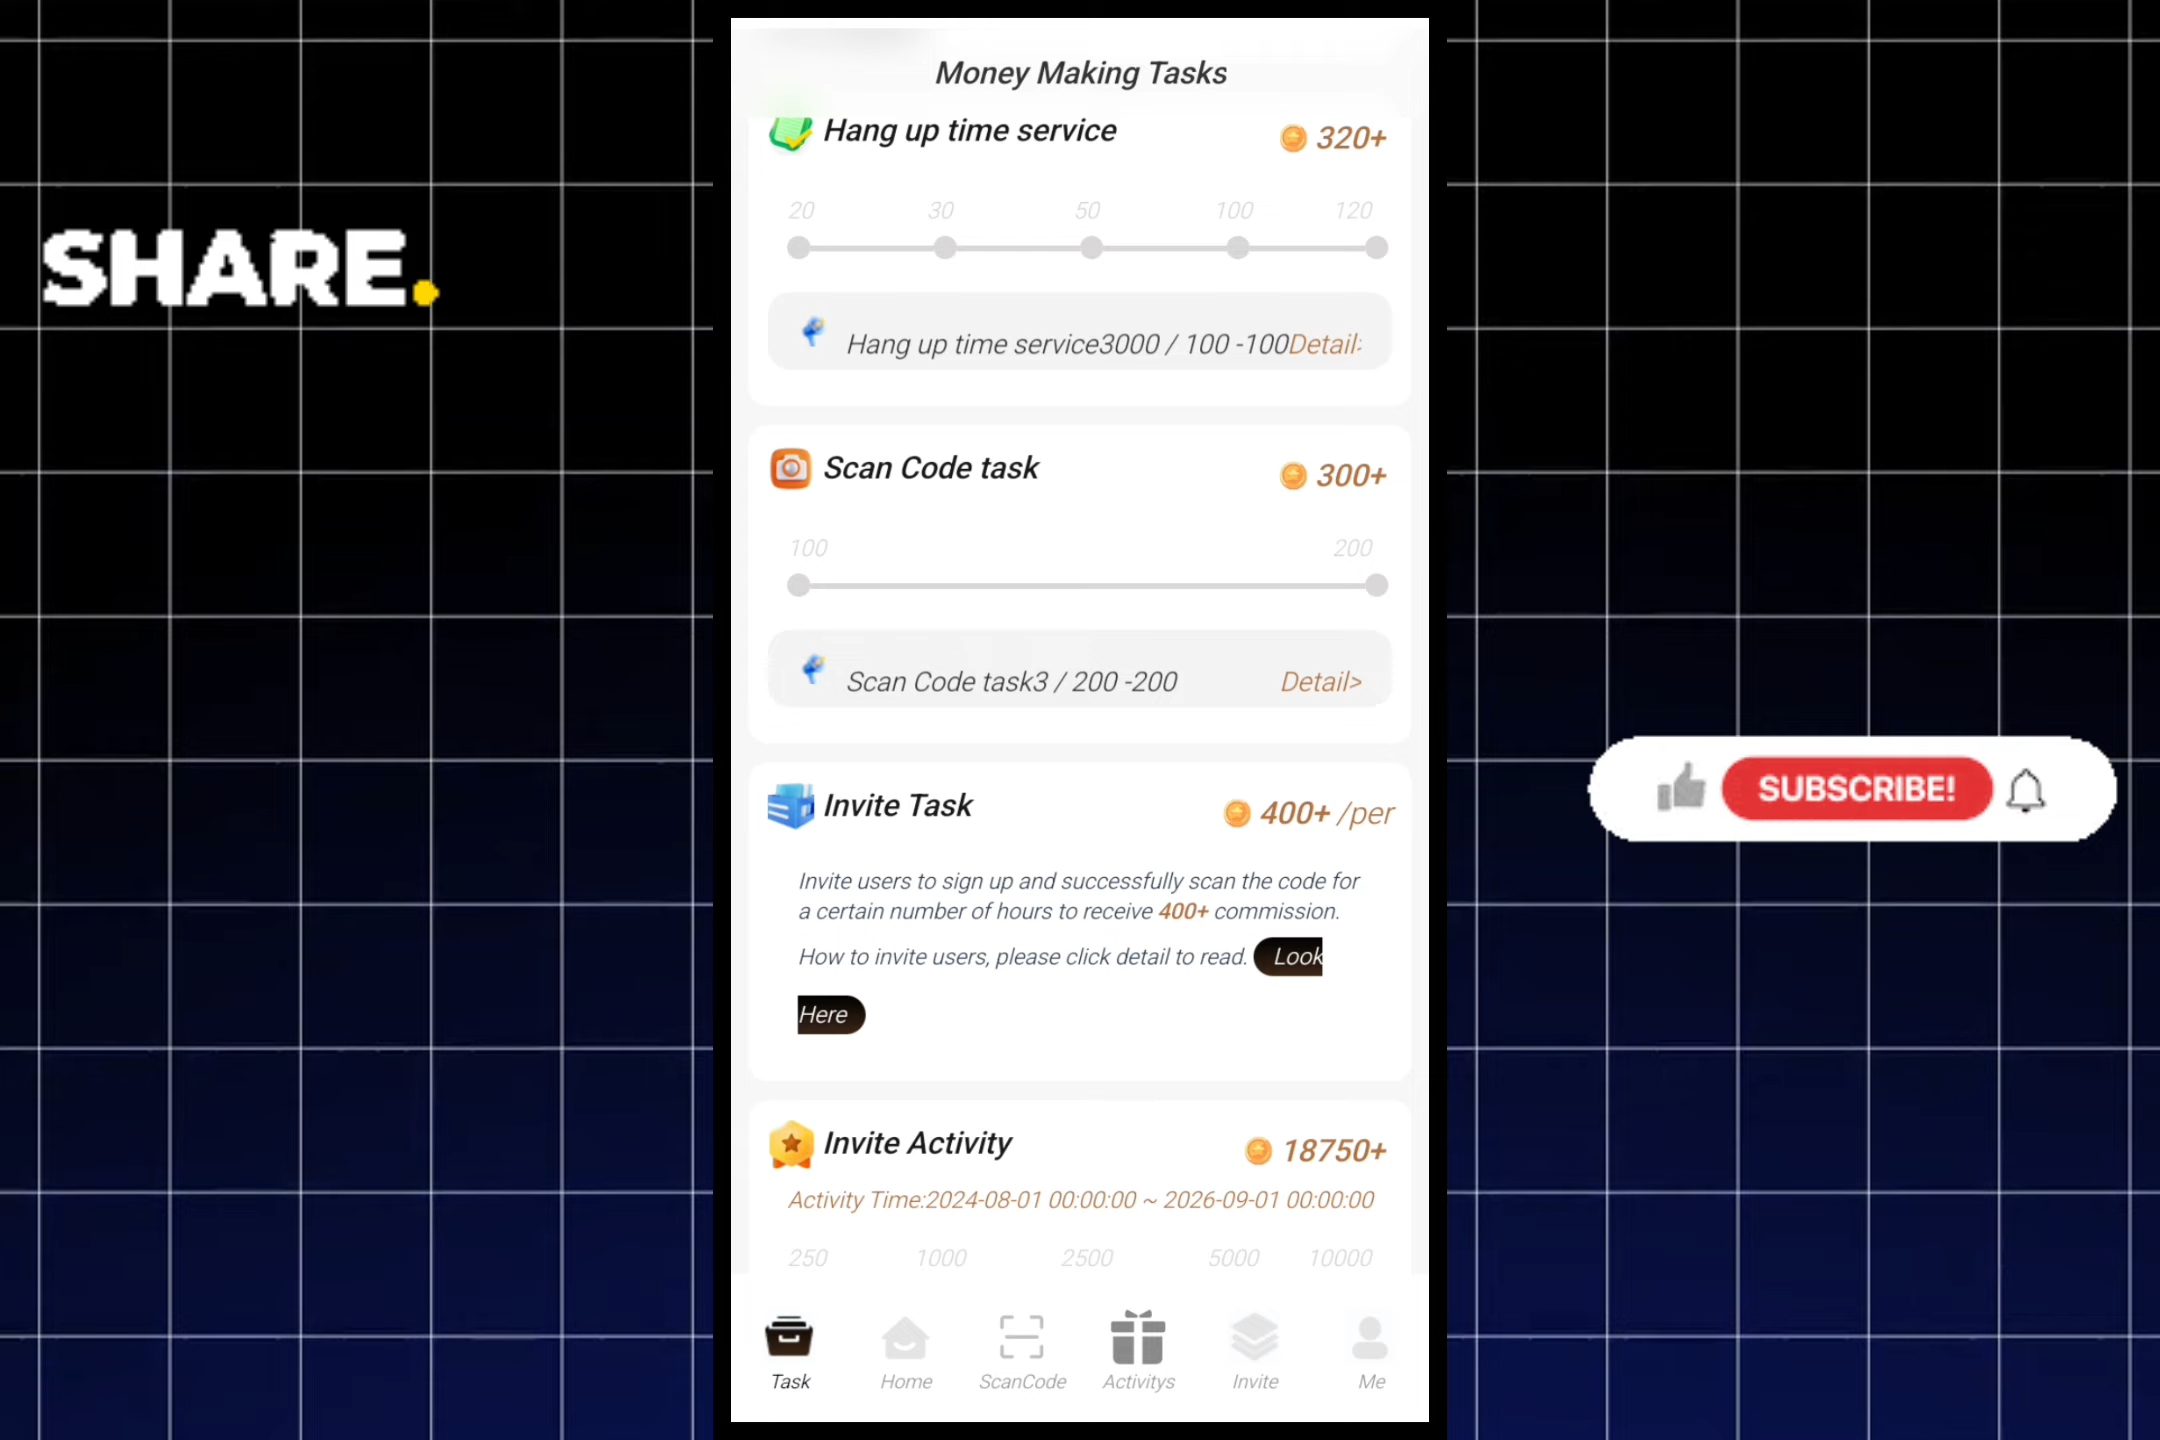 Money Making Tasks
Hang up time service
320+
20 30 50 100 120
Hang up time service3000 / 100 -100Detail>
Scan Code task
300+
100 200
Scan Code task3 / 200 -200 Detail>
Invite Task
400+ /per
Invite users to sign up and successfully scan the code for
a certain number of hours to receive 400+ commission.
How to invite users, please click detail to read. Look
Here
Invite Activity
18750+
Activity Time:2024-08-01 00:00:00 ~ 2026-09-01 00:00:00
250 1000 2500 5000 10000
Task Home ScanCode Activitys Invite Me
SHARE.
SUBSCRIBE!